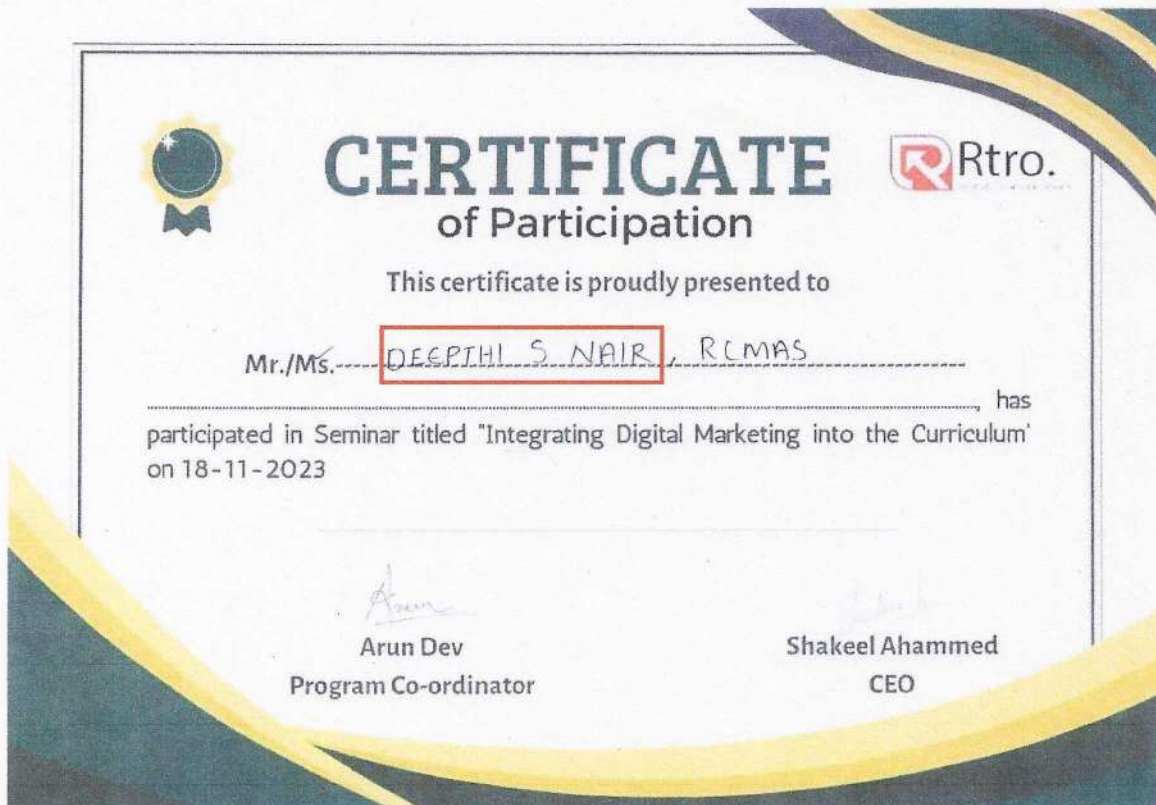 CERTIFICATE
Rtro.
of Participation
This certificate is proudly presented to
Mr./Ms. DEEPTHI S NAIR, RCMAS
, has
participated in Seminar titled "Integrating Digital Marketing into the Curriculum'
on 18-11-2023
Arun
Arun Dev
Shakeel Ahammed
Program Co-ordinator
CEO